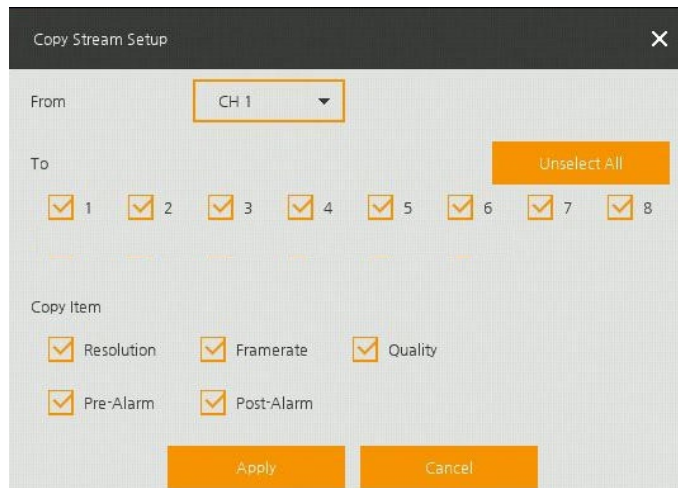 Copy Stream Setup
From CH 1
To Unselect All
1 2 3 4 5 6 7 8
Copy Item
Resolution Framerate Quality
Pre-Alarm Post-Alarm
Apply Cancel